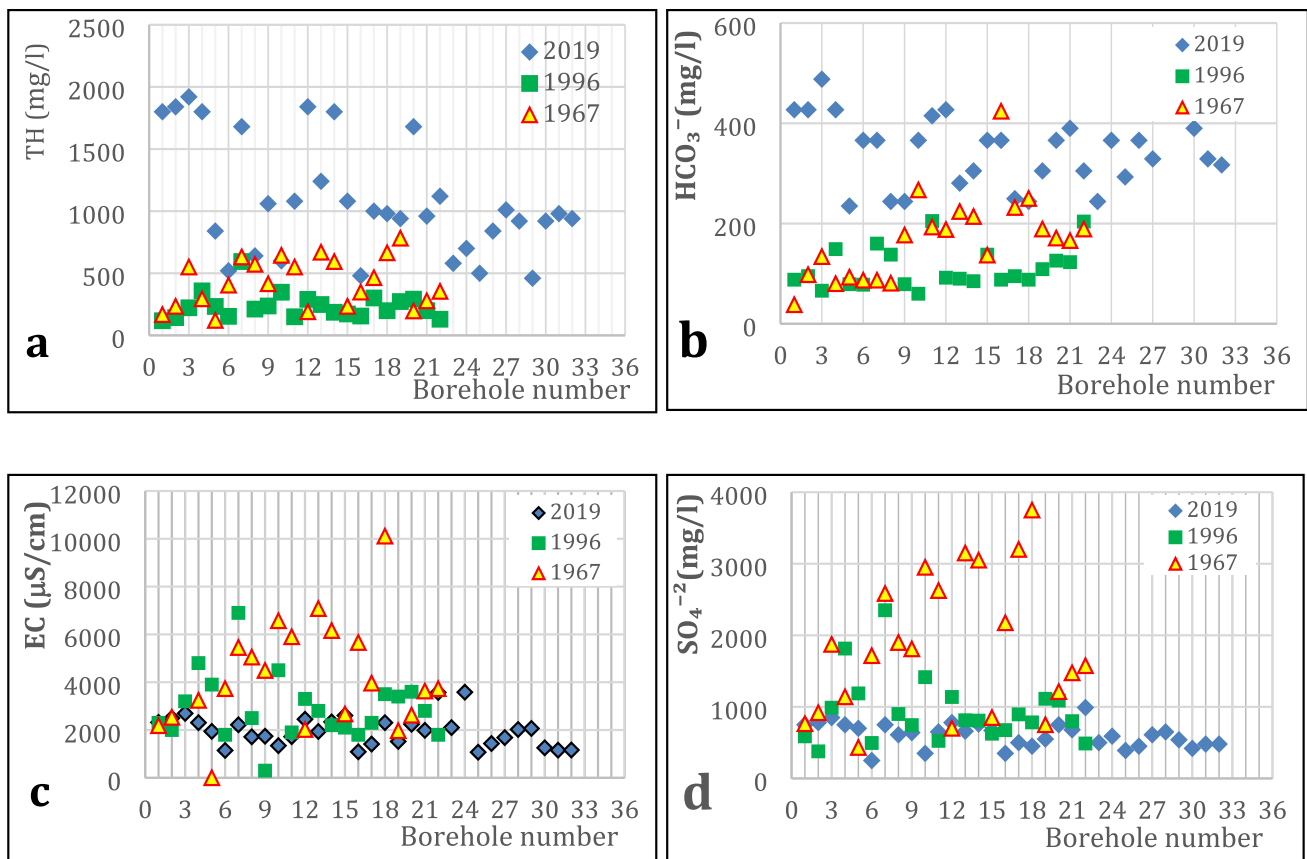 2500
2000
1500
1000
500
0
TH (mg/l)
2019
1996
1967
0 3 6 9 12 15 18 21 24 27 30 33 36
a
Borehole number
600
400
200
0
HCO₃⁻(mg/l)
2019
1996
1967
0 3 6 9 12 15 18 21 24 27 30 33 36
b
Borehole number
12000
10000
8000
6000
4000
2000
0
EC (µS/cm)
2019
1996
1967
0 3 6 9 12 15 18 21 24 27 30 33 36
c
Borehole number
4000
3000
2000
1000
0
SO₄⁻²(mg/l)
2019
1996
1967
0 3 6 9 12 15 18 21 24 27 30 33 36
d
Borehole number